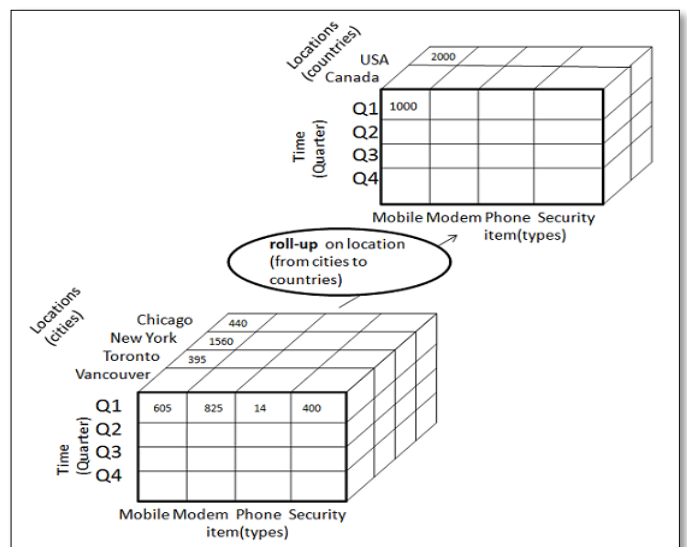 Locations
(countries)
USA
Canada
2000
Time
(Quarter)
Q1 1000
Q2
Q3
Q4
Mobile Modem Phone Security
item(types)
roll-up on location
(from cities to
countries)
Locations
(cities)
Chicago 440
New York 1560
Toronto 395
Vancouver
Time
(Quarter)
Q1 605 825 14 400
Q2
Q3
Q4
Mobile Modem Phone Security
item(types)